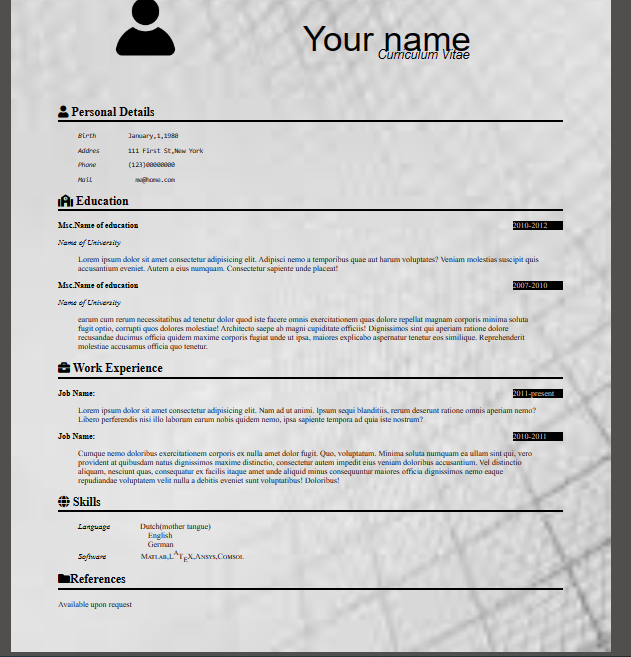 Your name
Curriculum Vitae
Personal Details
Birth January,1,1980
Addres 111 First St,New York
Phone (123)00000000
Mail me@home.com
Education
Msc.Name of education 2010-2012
Name of University
Lorem ipsum dolor sit amet consectetur adipisicing elit. Adipisci nemo a temporibus quae aut harum voluptates? Veniam molestias suscipit quis
accusantium eveniet. Autem a eius numquam. Consectetur sapiente unde placeat!
Msc.Name of education 2007-2010
Name of University
earum cum rerum necessitatibus ad tenetur dolor quod iste facere omnis exercitationem quas dolore repellat magnam corporis minima soluta
fugit optio, corrupti quos dolores molestiae! Architecto saepe ab magni cupiditate officiis! Dignissimos sint qui aperiam ratione dolore
recusandae ducimus officia quidem maxime corporis fugiat unde ut ipsa, maiores explicabo aspernatur tenetur eos similique. Reprehenderit
molestiae accusamus officia quo tenetur.
Work Experience
Job Name: 2011-present
Lorem ipsum dolor sit amet consectetur adipisicing elit. Nam ad ut animi. Ipsum sequi blanditiis, rerum deserunt ratione omnis aperiam nemo?
Libero perferendis nisi illo laborum earum nobis quidem nemo, ipsa sapiente tempora ad quia iste nostrum?
Job Name: 2010-2011
Cumque nemo doloribus exercitationem corporis ex nulla amet dolor fugit. Quo, voluptatum. Minima soluta numquam ea ullam sint qui, vero
provident at quibusdam natus dignissimos maxime distinctio, consectetur autem impedit eius veniam doloribus accusantium. Vel distinctio
aliquam, nesciunt quas, consequatur ex facilis itaque amet unde aliquid minus consequuntur maiores officia dignissimos nemo eaque
repudiandae voluptatem velit nulla a debitis eveniet sunt voluptatibus! Doloribus!
Skills
Language Dutch(mother tangue)
English
German
Software MATLAB,LATEX,ANSYS,COMSOL
References
Available upon request